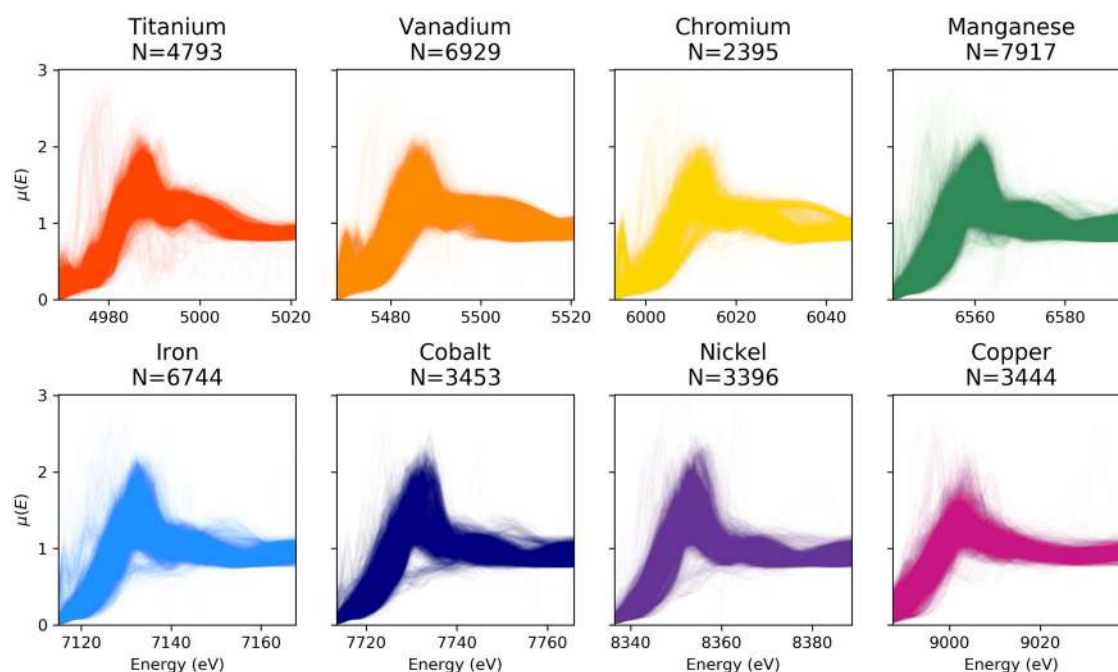 Titanium
N=4793
Vanadium
N=6929
Chromium
N=2395
Manganese
N=7917
3
2
1
0
μ(E)
4980 5000 5020
5480 5500 5520
6000 6020 6040
6560 6580
Iron
N=6744
Cobalt
N=3453
Nickel
N=3396
Copper
N=3444
3
2
1
0
μ(E)
7120 7140 7160
7720 7740 7760
8340 8360 8380
9000 9020
Energy (eV)
Energy (eV)
Energy (eV)
Energy (eV)